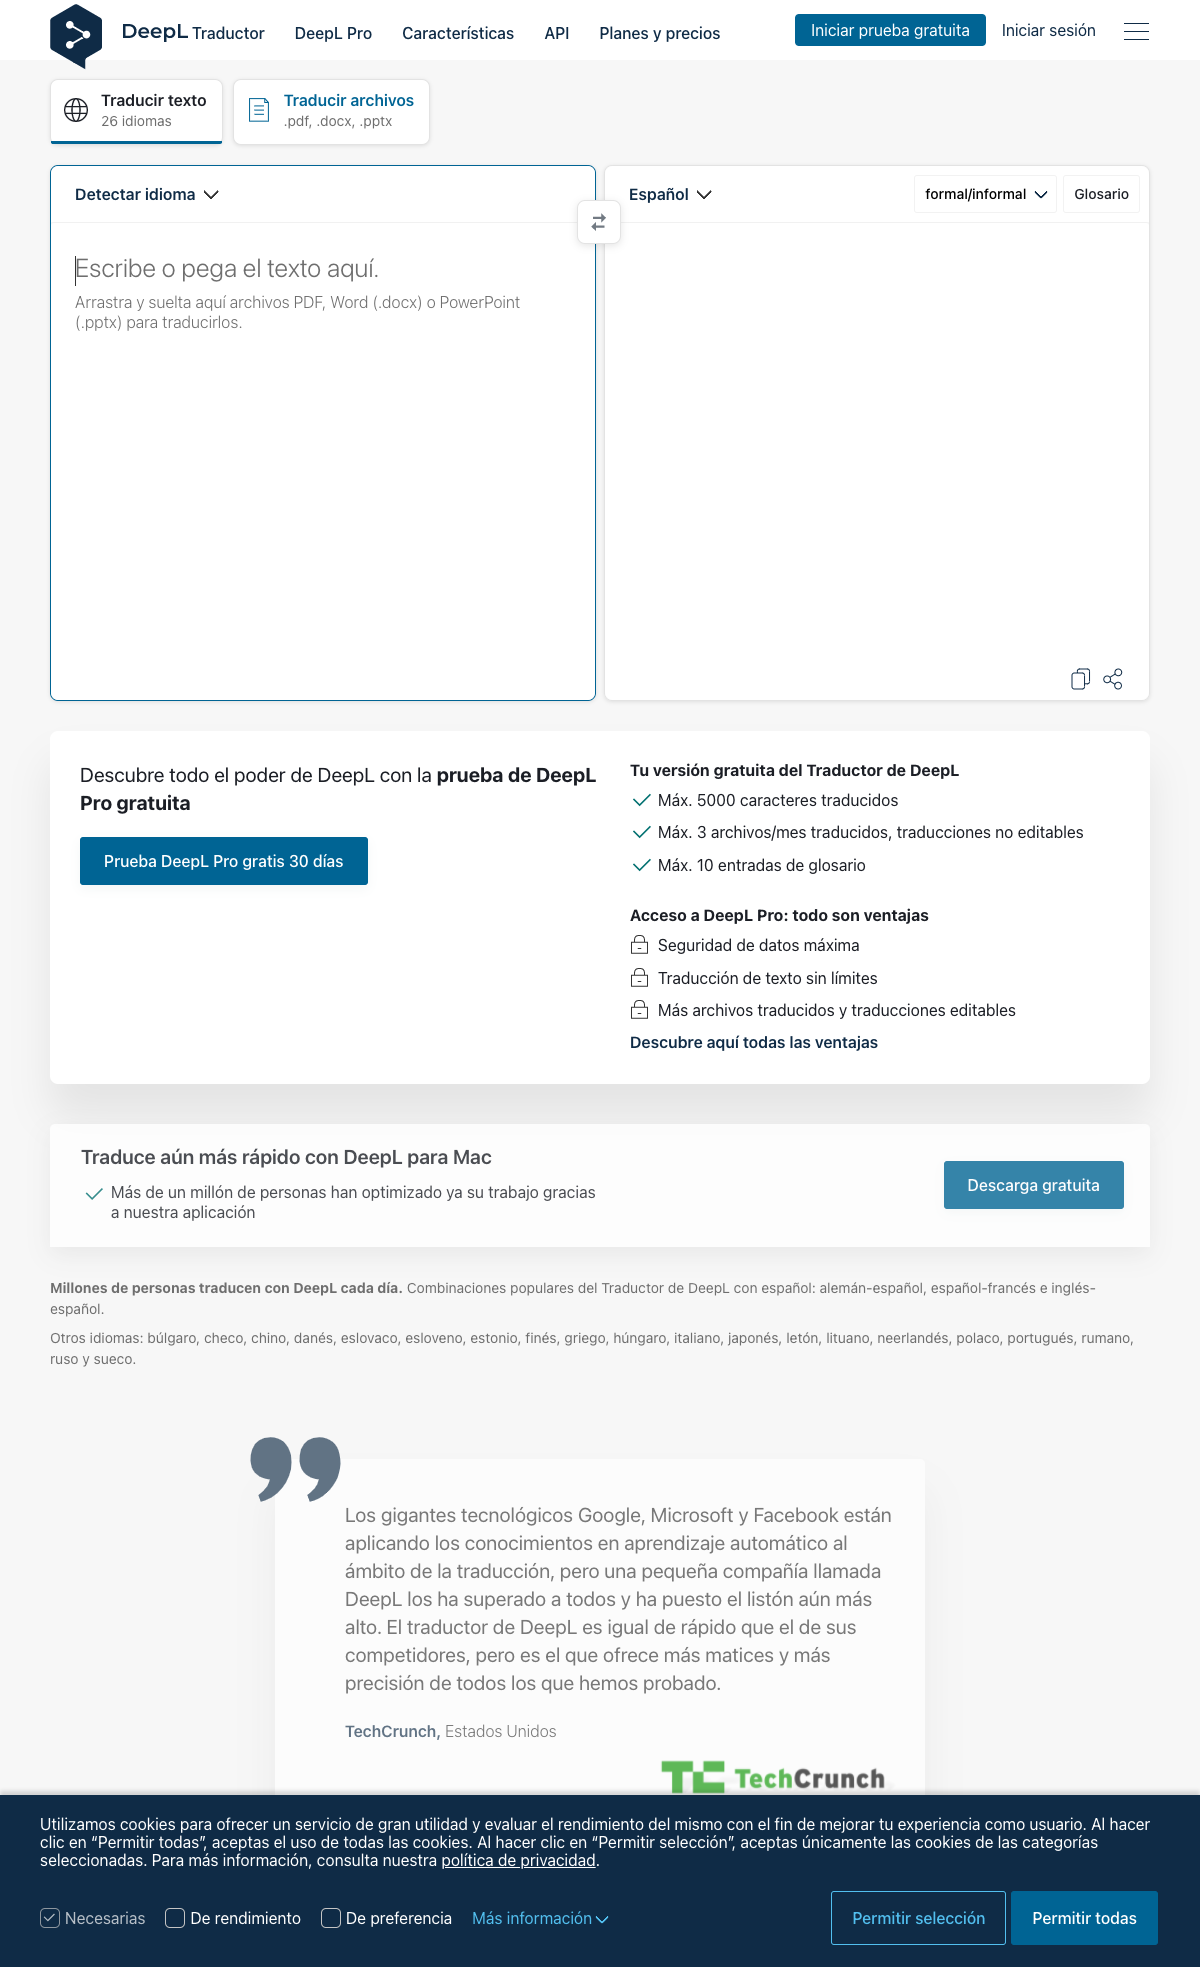 DeepL Traductor
DeepL Pro
Características
API
Planes y precios
Iniciar prueba gratuita
Iniciar sesión
Traducir texto
26 idiomas
Traducir archivos
.pdf, .docx, .pptx
Detectar idioma
Español
formal/informal
Glosario
Escribe o pega el texto aquí.
Arrastra y suelta aquí archivos PDF, Word (.docx) o PowerPoint
(.pptx) para traducirlos.
Descubre todo el poder de DeepL con la prueba de DeepL
Pro gratuita
Prueba DeepL Pro gratis 30 días
Tu versión gratuita del Traductor de DeepL
Máx. 5000 caracteres traducidos
Máx. 3 archivos/mes traducidos, traducciones no editables
Máx. 10 entradas de glosario
Acceso a DeepL Pro: todo son ventajas
Seguridad de datos máxima
Traducción de texto sin límites
Más archivos traducidos y traducciones editables
Descubre aquí todas las ventajas
Traduce aún más rápido con DeepL para Mac
Más de un millón de personas han optimizado ya su trabajo gracias
a nuestra aplicación
Descarga gratuita
Millones de personas traducen con DeepL cada día. Combinaciones populares del Traductor de DeepL con español: alemán-español, español-francés e inglés-
español.
Otros idiomas: búlgaro, checo, chino, danés, eslovaco, esloveno, estonio, finés, griego, húngaro, italiano, japonés, letón, lituano, neerlandés, polaco, portugués, rumano,
ruso y sueco.
Los gigantes tecnológicos Google, Microsoft y Facebook están
aplicando los conocimientos en aprendizaje automático al
ámbito de la traducción, pero una pequeña compañía llamada
DeepL los ha superado a todos y ha puesto el listón aún más
alto. El traductor de DeepL es igual de rápido que el de sus
competidores, pero es el que ofrece más matices y más
precisión de todos los que hemos probado.
TechCrunch, Estados Unidos
TC TechCrunch
Utilizamos cookies para ofrecer un servicio de gran utilidad y evaluar el rendimiento del mismo con el fin de mejorar tu experiencia como usuario. Al hacer
clic en “Permitir todas”, aceptas el uso de todas las cookies. Al hacer clic en “Permitir selección”, aceptas únicamente las cookies de las categorías
seleccionadas. Para más información, consulta nuestra política de privacidad.
Necesarias
De rendimiento
De preferencia
Más información
Permitir selección
Permitir todas